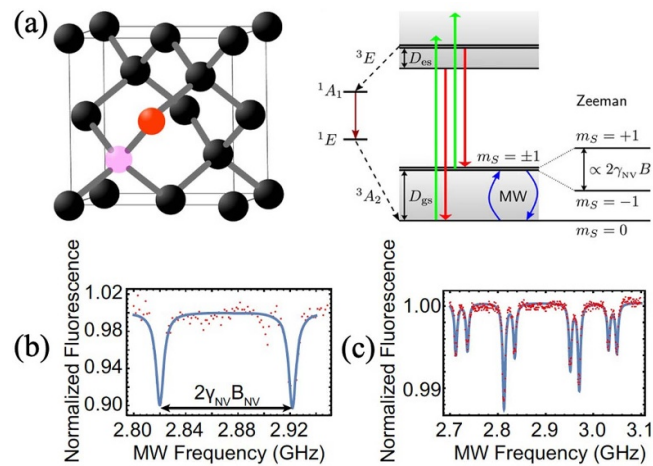 (a)
³E
D_es
¹A₁
¹E
³A₂
D_gs
m_S = ±1
MW
Zeeman
m_S = +1
∝ 2γ_NV B
m_S = −1
m_S = 0
(b)
Normalized Fluorescence
1.02
0.98
0.94
0.90
2γ_NV B_NV
2.80 2.84 2.88 2.92
MW Frequency (GHz)
(c)
Normalized Fluorescence
1.00
0.99
2.7 2.8 2.9 3.0 3.1
MW Frequency (GHz)